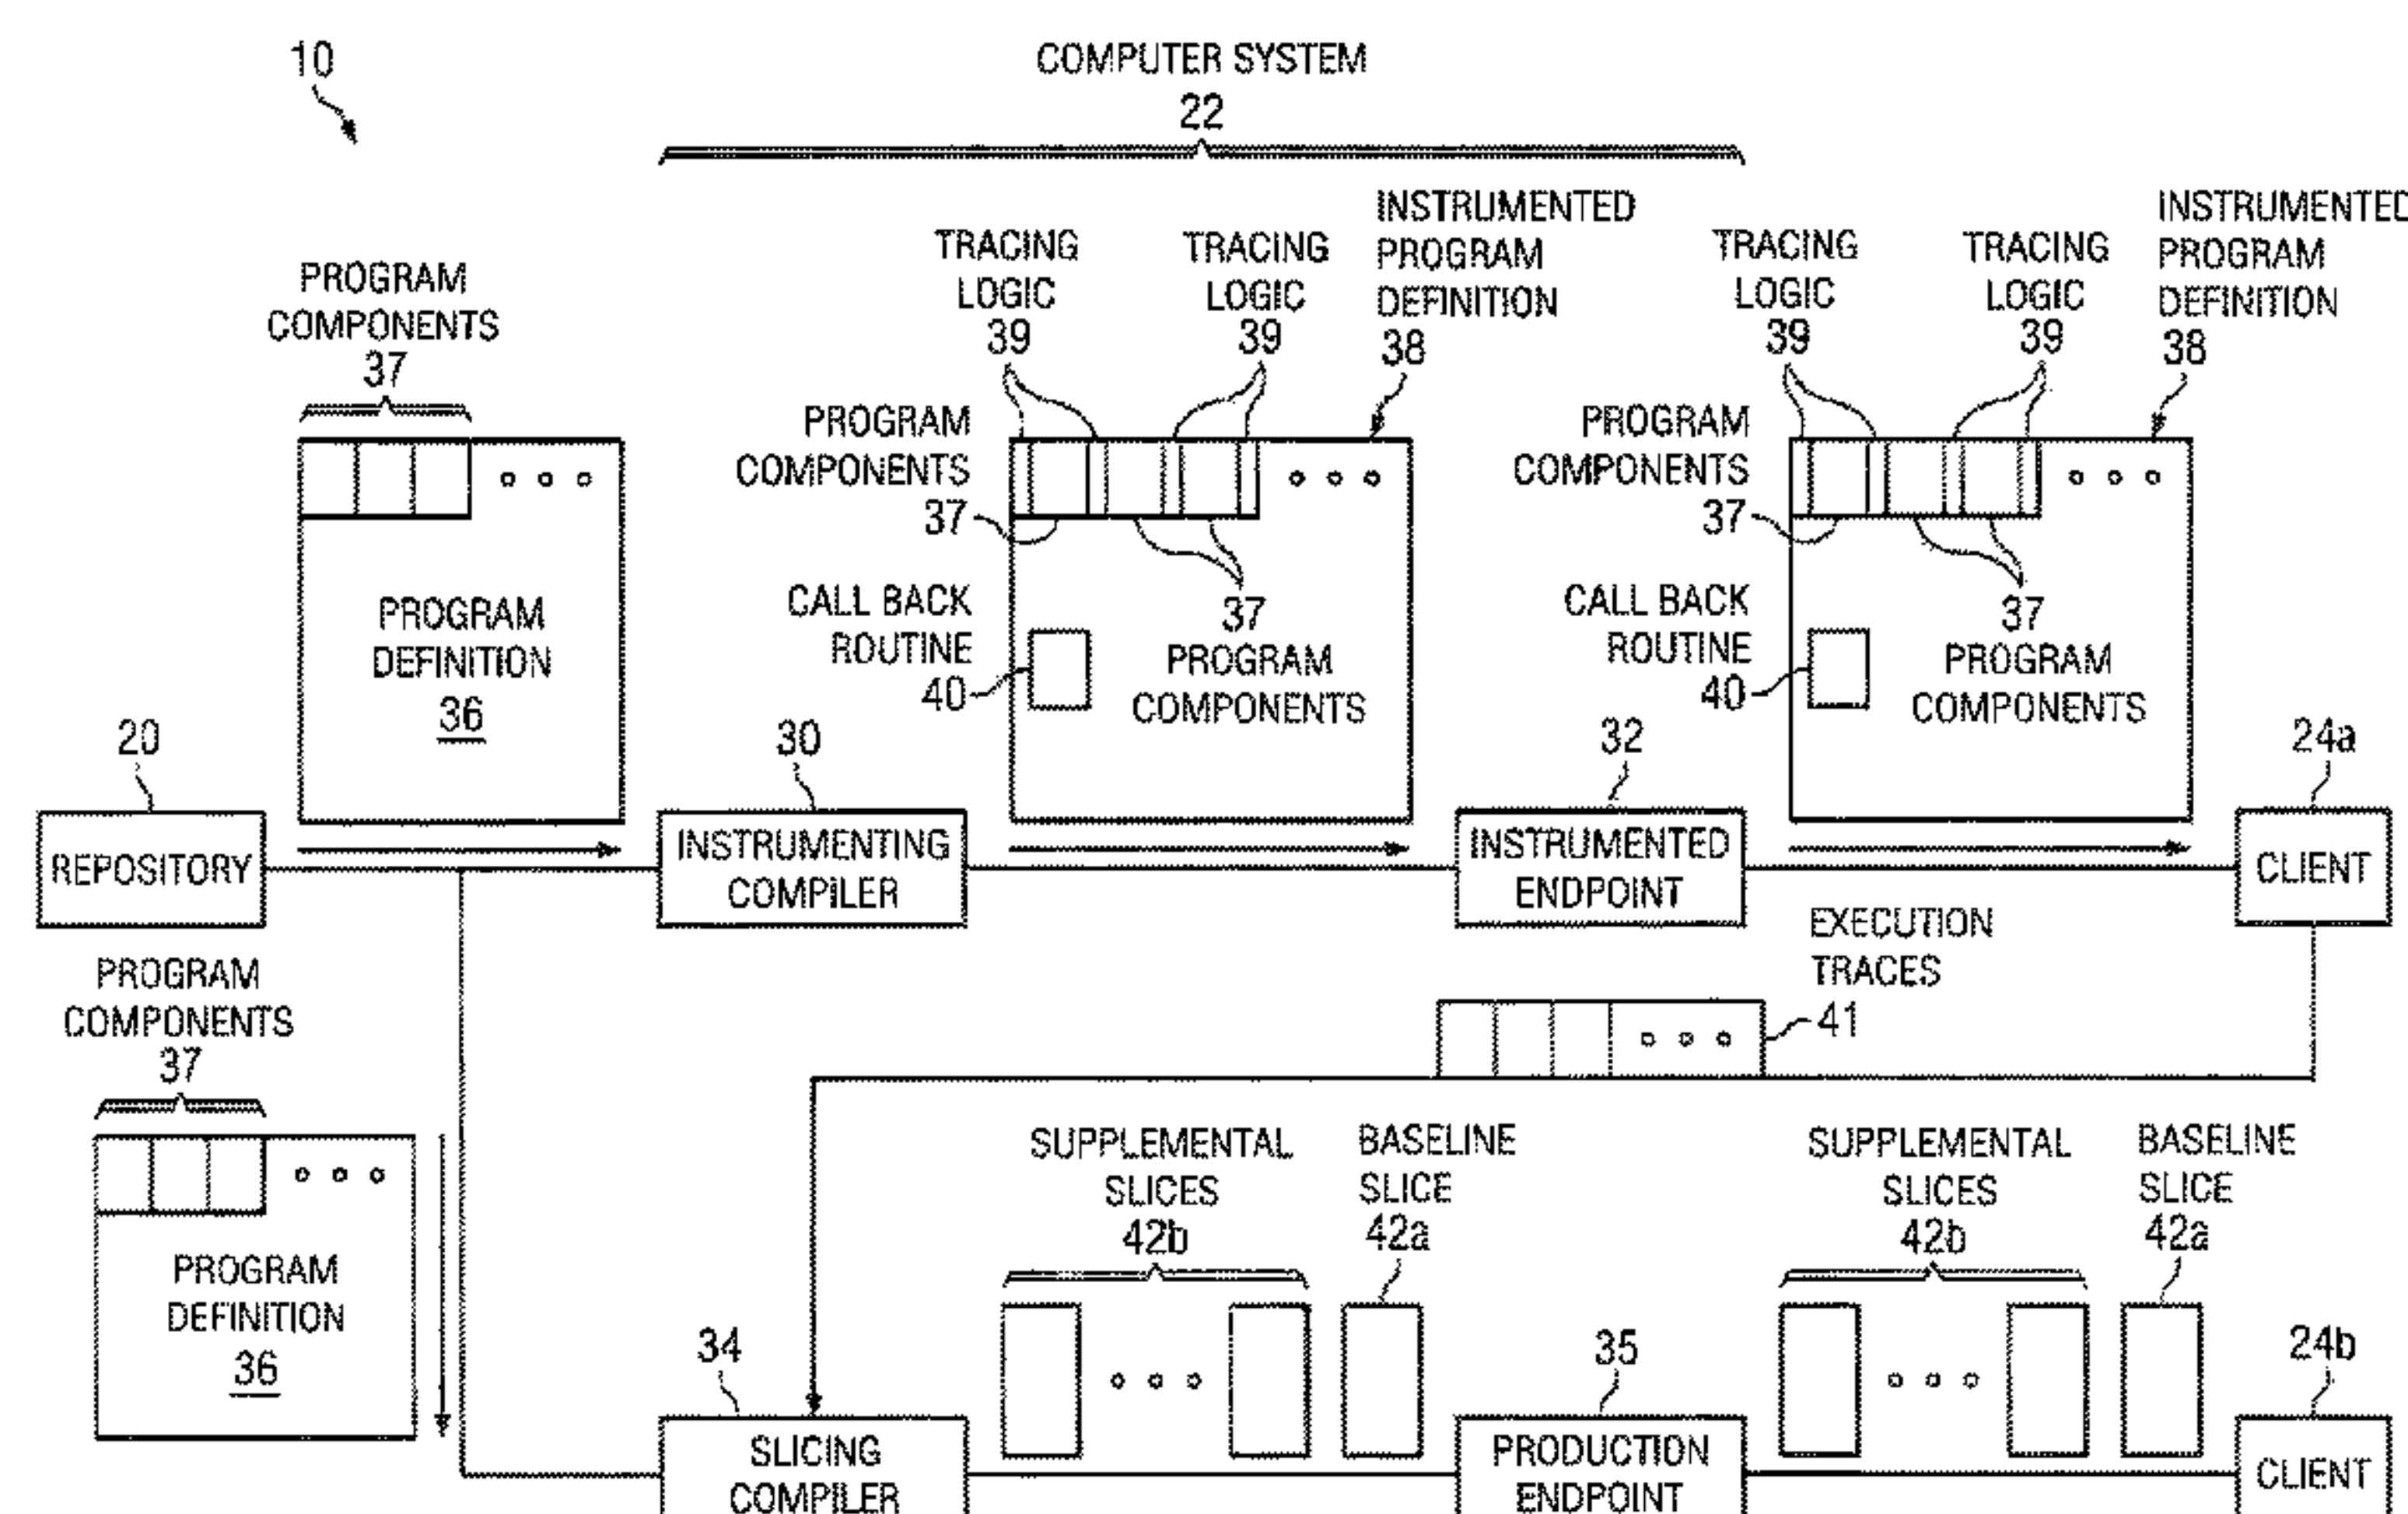 10
COMPUTER SYSTEM
22
PROGRAM
COMPONENTS
37
TRACING
LOGIC
39
TRACING
LOGIC
39
INSTRUMENTED
PROGRAM
DEFINITION
38
TRACING
LOGIC
39
TRACING
LOGIC
39
INSTRUMENTED
PROGRAM
DEFINITION
38
PROGRAM
DEFINITION
36
PROGRAM
COMPONENTS
37
37
PROGRAM
COMPONENTS
CALL BACK
ROUTINE
40
PROGRAM
COMPONENTS
37
37
PROGRAM
COMPONENTS
CALL BACK
ROUTINE
40
20
REPOSITORY
30
INSTRUMENTING
COMPILER
32
INSTRUMENTED
ENDPOINT
24a
CLIENT
EXECUTION
TRACES
41
PROGRAM
COMPONENTS
37
PROGRAM
DEFINITION
36
SUPPLEMENTAL
SLICES
42b
BASELINE
SLICE
42a
SUPPLEMENTAL
SLICES
42b
BASELINE
SLICE
42a
34
SLICING
COMPILER
35
PRODUCTION
ENDPOINT
24b
CLIENT